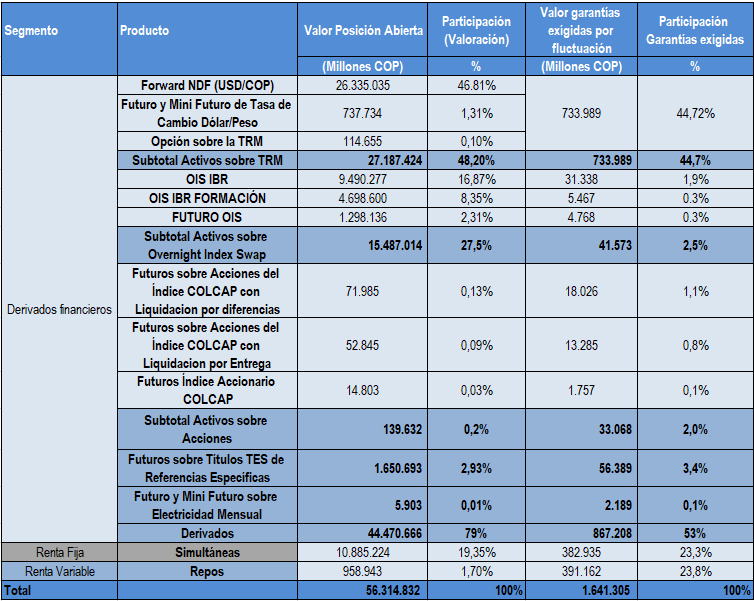 Segmento Producto Valor Posición Abierta Participación (Valoración) Valor garantías exigidas por fluctuación Participación Garantías exigidas
(Millones COP) % (Millones COP) %
Derivados financieros
Forward NDF (USD/COP) 26.335.035 46.81%
Futuro y Mini Futuro de Tasa de
Cambio Dólar/Peso 737.734 1,31% 733.989 44,72%
Opción sobre la TRM 114.655 0,10%
Subtotal Activos sobre TRM 27.187.424 48,20% 733.989 44,7%
OIS IBR 9.490.277 16,87% 31.338 1,9%
OIS IBR FORMACIÓN 4.698.600 8,35% 5.467 0.3%
FUTURO OIS 1.298.136 2,31% 4.768 0.3%
Subtotal Activos sobre
Overnight Index Swap 15.487.014 27,5% 41.573 2,5%
Futuros sobre Acciones del
Índice COLCAP con
Liquidacion por diferencias 71.985 0,13% 18.026 1,1%
Futuros sobre Acciones del
Índice COLCAP con
Liquidacion por Entrega 52.845 0,09% 13.285 0,8%
Futuros Índice Accionario
COLCAP 14.803 0,03% 1.757 0,1%
Subtotal Activos sobre
Acciones 139.632 0,2% 33.068 2,0%
Futuros sobre Titulos TES de
Referencias Específicas 1.650.693 2,93% 56.389 3,4%
Futuro y Mini Futuro sobre
Electricidad Mensual 5.903 0,01% 2.189 0,1%
Derivados 44.470.666 79% 867.208 53%
Renta Fija Simultáneas 10.885.224 19,35% 382.935 23,3%
Renta Variable Repos 958.943 1,70% 391.162 23,8%
Total 56.314.832 100% 1.641.305 100%